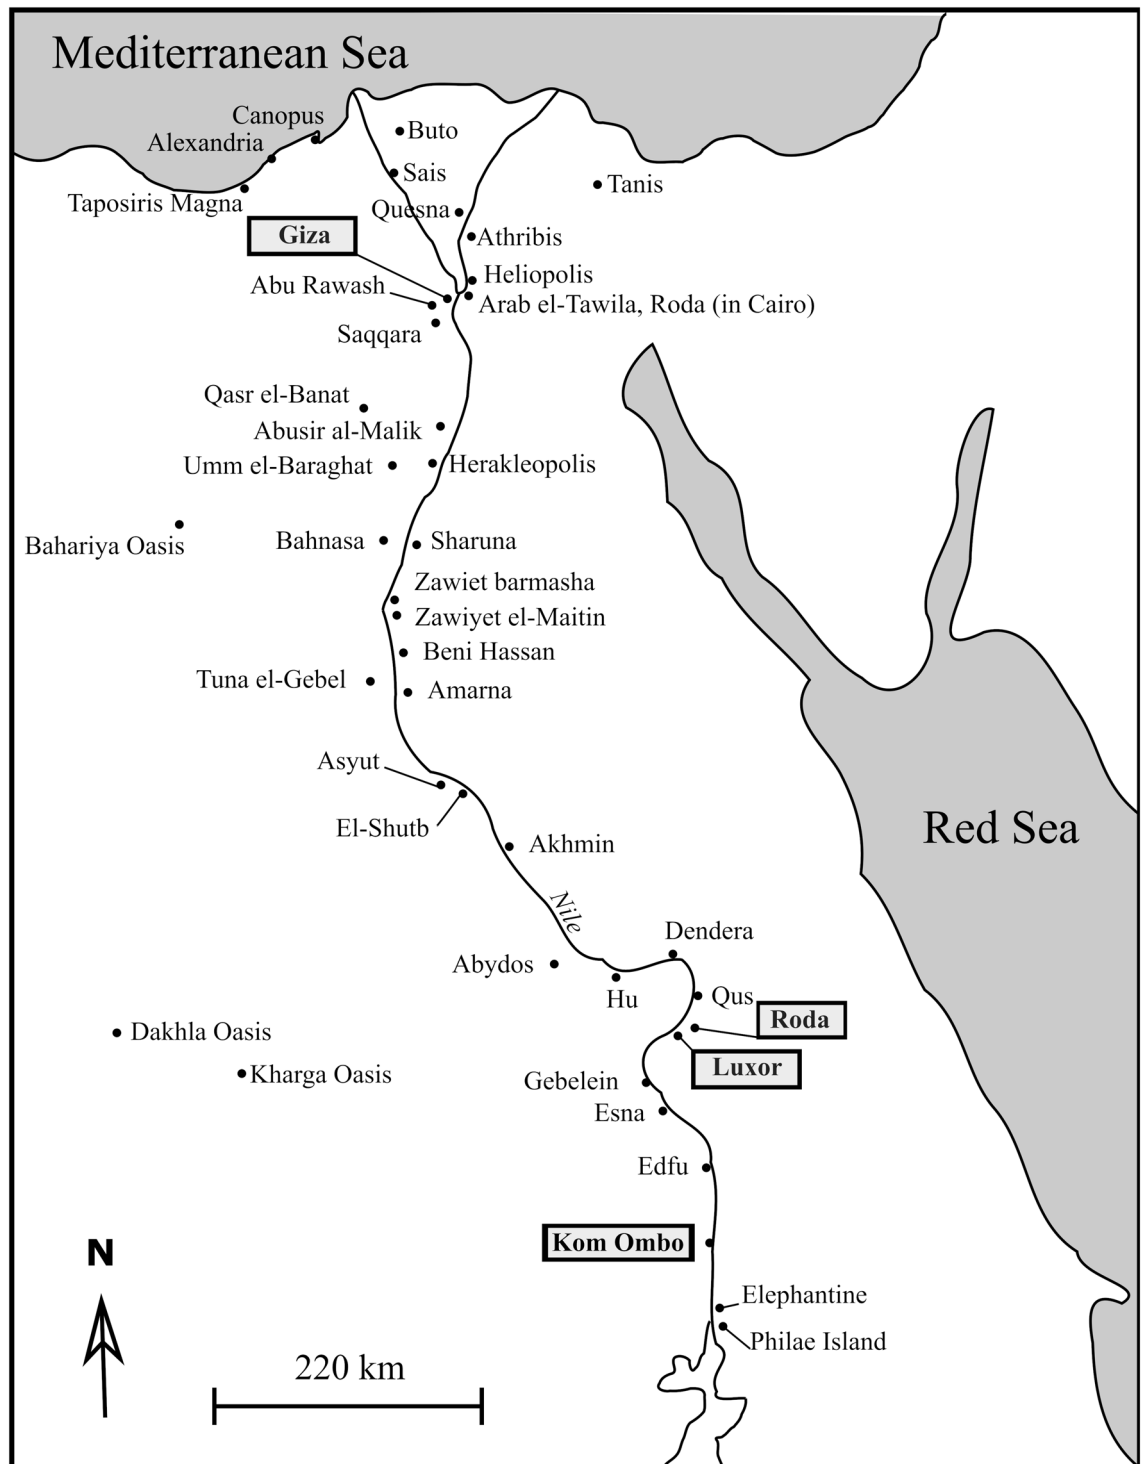 Mediterranean Sea
Canopus
Alexandria
Buto
Sais
Tanis
Taposiris Magna
Quesna
Giza
Athribis
Heliopolis
Abu Rawash
Arab el-Tawila, Roda (in Cairo)
Saqqara
Qasr el-Banat
Abusir al-Malik
Umm el-Baraghat
Herakleopolis
Bahariya Oasis
Bahnasa
Sharuna
Zawiet barmasha
Zawiyet el-Maitin
Beni Hassan
Tuna el-Gebel
Amarna
Asyut
El-Shutb
Red Sea
Akhmin
Nile
Dendera
Abydos
Hu
Qus
Roda
Dakhla Oasis
Luxor
Kharga Oasis
Gebelein
Esna
Edfu
Kom Ombo
N
Elephantine
Philae Island
220 km